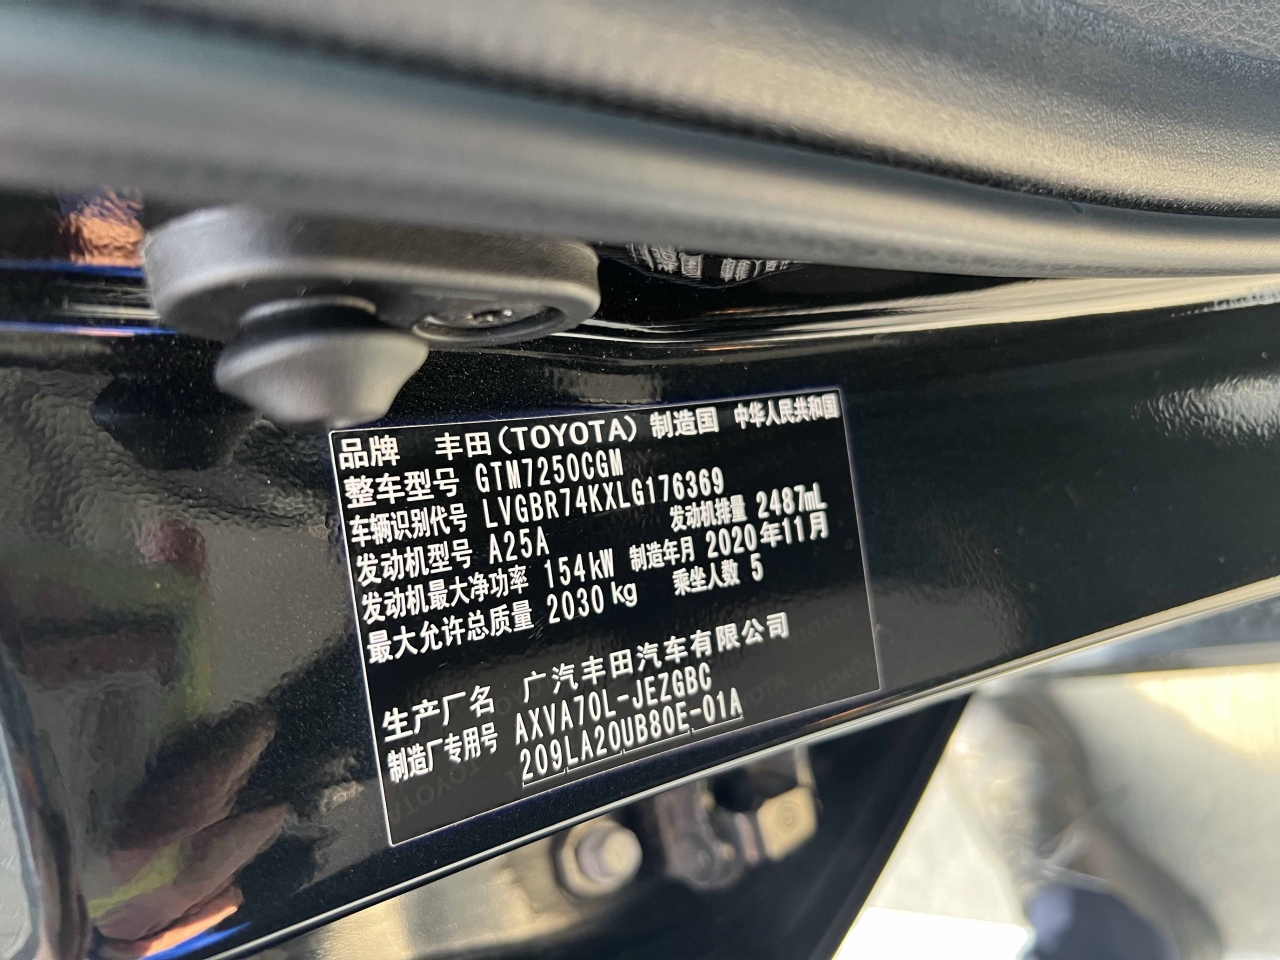 品牌 丰田(TOYOTA) 制造国 中华人民共和国
整车型号 GTM7250CGM
车辆识别代号 LVGBR74KXLG176369
发动机型号 A25A 发动机排量 2487mL
发动机最大净功率 154kW 制造年月 2020年11月
最大允许总质量 2030kg 乘坐人数 5
生产厂名 广汽丰田汽车有限公司
制造厂专用号 AXVA70L-JEZGBC
209LA20UB80E-01A